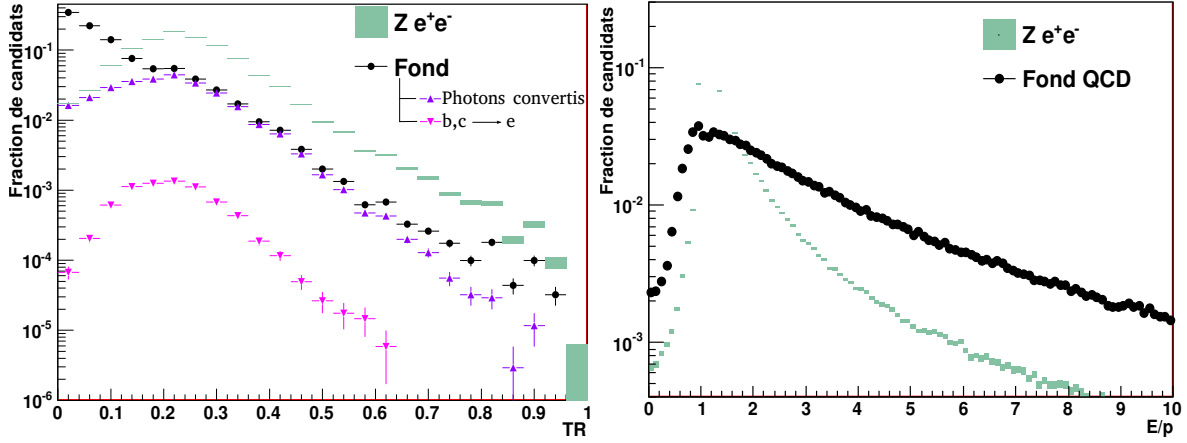 Fraction de candidats
10⁻¹
10⁻²
10⁻³
10⁻⁴
10⁻⁵
10⁻⁶
Z e⁺e⁻
Fond
Photons convertis
b,c → e
0 0.1 0.2 0.3 0.4 0.5 0.6 0.7 0.8 0.9 1
TR
Fraction de candidats
10⁻¹
10⁻²
10⁻³
Z e⁺e⁻
Fond QCD
0 1 2 3 4 5 6 7 8 9 10
E/p